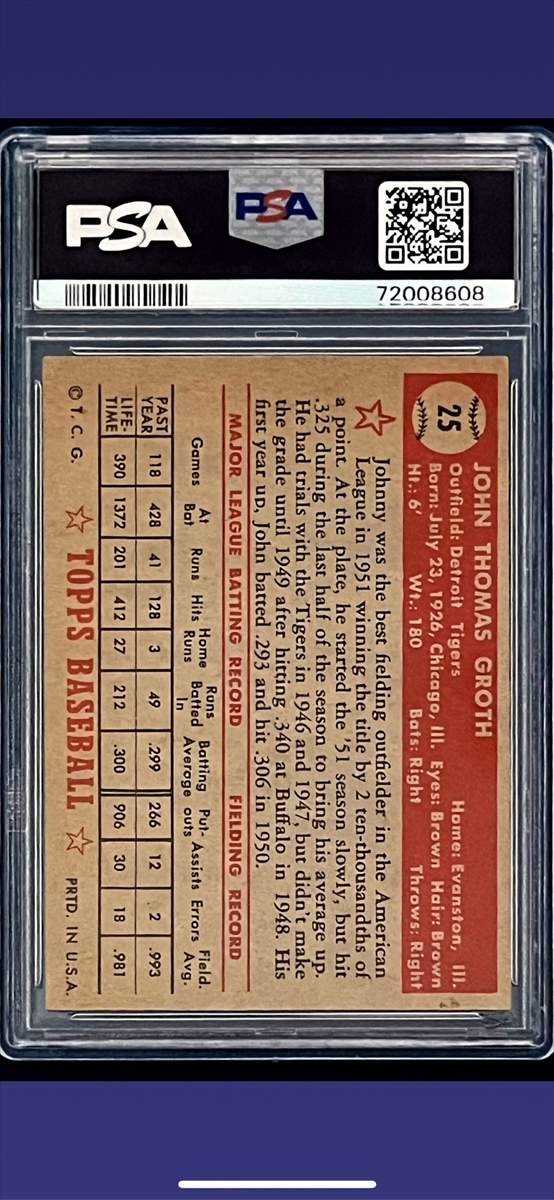 PSA
PSA
72008608
25
JOHN THOMAS GROTH
Outfield: Detroit Tigers Home: Evanston, Ill.
Born: July 23, 1926, Chicago, Ill. Eyes: Brown Hair: Brown
Ht.: 6' Wt.: 180 Bats: Right Throws: Right
Johnny was the best fielding outfielder in the American
League in 1951 winning the title by 2 ten-thousandths of
a point. At the plate, he started the '51 season slowly, but hit
.325 during the last half of the season to bring his average up.
He had trials with the Tigers in 1946 and 1947, but didn't make
the grade until 1949 after hitting .340 at Buffalo in 1948. His
first year up, John batted .293 and hit .306 in 1950.
MAJOR LEAGUE BATTING RECORD FIELDING RECORD
Games At Bat Runs Hits Home Runs Runs Batted In Batting Average Put-outs Assists Errors Field. Avg.
PAST YEAR 118 428 41 128 3 49 .299 266 12 2 .993
LIFE-TIME 390 1372 201 412 27 212 .300 906 30 18 .981
© T. C. G. TOPPS BASEBALL PRTD. IN U.S.A.